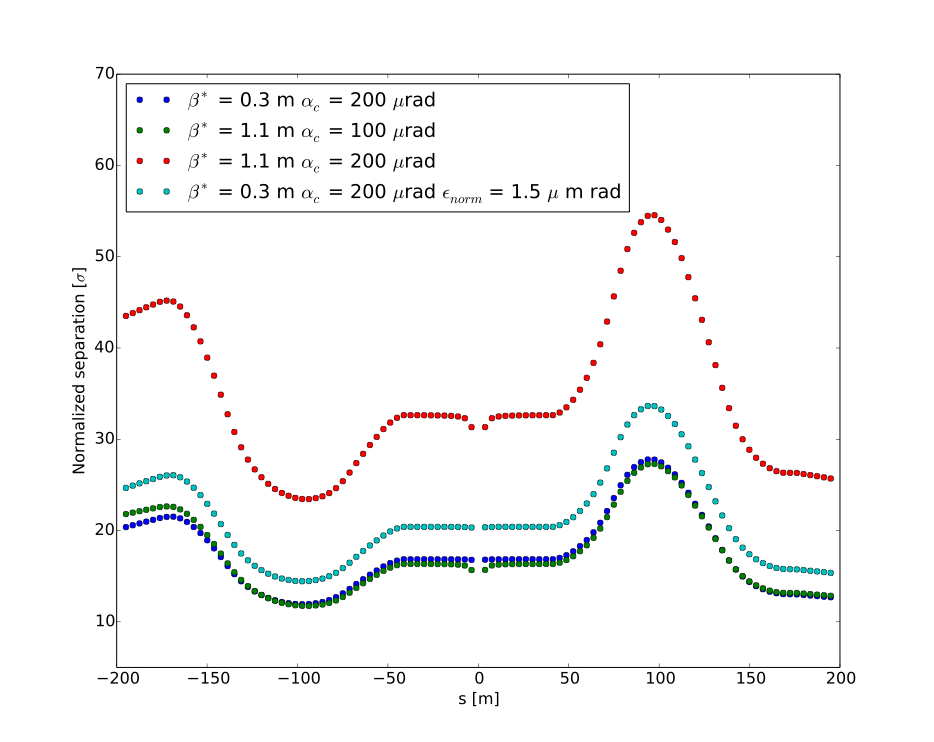 70
60
50
40
30
20
10
Normalized separation [σ]
β* = 0.3 m α_c = 200 μrad
β* = 1.1 m α_c = 100 μrad
β* = 1.1 m α_c = 200 μrad
β* = 0.3 m α_c = 200 μrad ϵ_norm = 1.5 μ m rad
−200 −150 −100 −50 0 50 100 150 200
s [m]